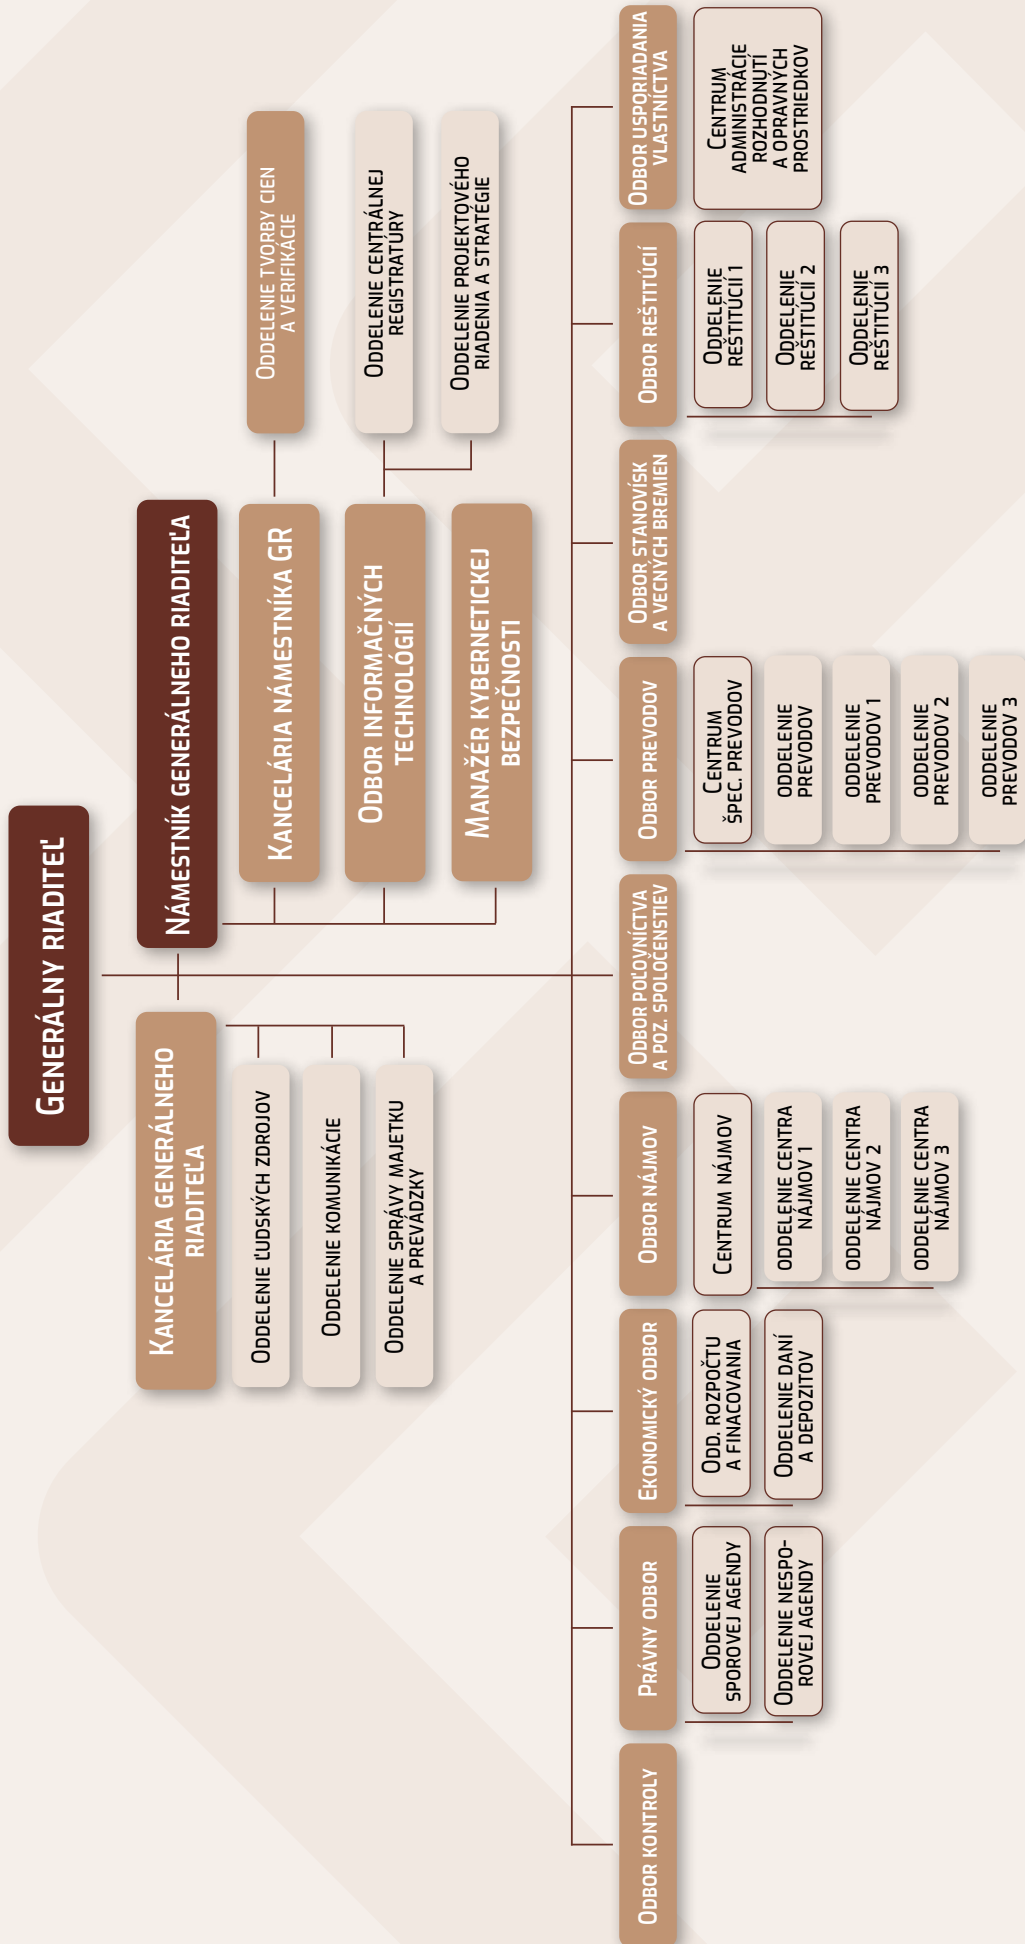 Generálny riaditeľ
Kancelária generálneho
riaditeľa
Námestník generálneho riaditeľa
Oddelenie ľudských zdrojov
Oddelenie komunikácie
Oddelenie správy majetku
a prevádzky
Kancelária námestníka GR
Odbor informačných
technológií
Manažér kybernetickej
bezpečnosti
Oddelenie tvorby cien
a verifikácie
Oddelenie centrálnej
registratúry
Oddelenie projektového
riadenia a stratégie
Odbor kontroly
Právny odbor
Oddelenie
sporovej agendy
Oddelenie nespo-
rovej agendy
Ekonomický odbor
Odd. rozpočtu
a finacovania
Oddelenie daní
a depozitov
Odbor nájmov
Centrum nájmov
oddelenie centra
nájmov 1
oddelenie centra
nájmov 2
oddelenie centra
nájmov 3
Odbor poľovníctva
a poz. spoločenstiev
Odbor prevodov
Centrum
špec. prevodov
oddelenie
prevodov
oddelenie
prevodov 1
oddelenie
prevodov 2
oddelenie
prevodov 3
Odbor stanovísk
a vecných bremien
Odbor reštitúcií
Oddelenie
reštitúcií 1
Oddelenie
reštitúcií 2
Oddelenie
reštitúcií 3
Odbor usporiadania
vlastníctva
Centrum
administrácie
rozhodnutí
a opravných
prostriedkov